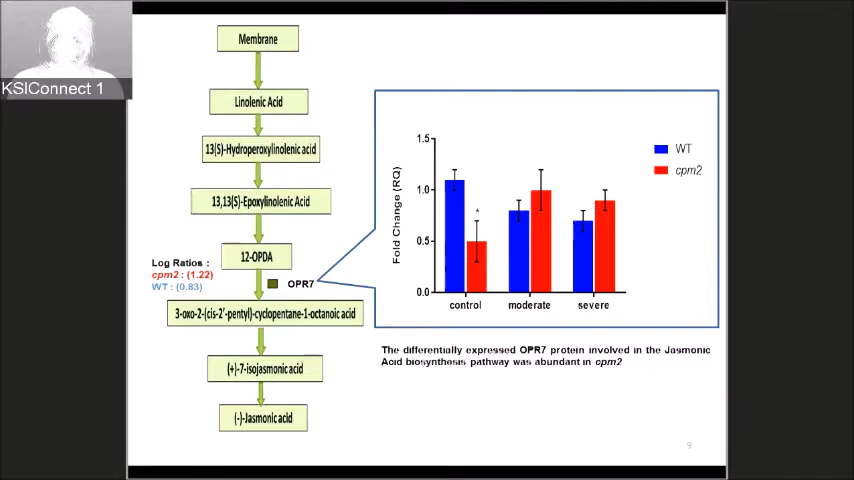 KSIConnect 1
Membrane
Linolenic Acid
13(S)-Hydroperoxylinolenic acid
13,13(S)-Epoxylinolenic Acid
12-OPDA
Log Ratios :
cpm2 : (1.22)
WT : (0.83)
OPR7
3-oxo-2-(cis-2'-pentyl)-cyclopentane-1-octanoic acid
(+)-7-isojasmonic acid
(-)-Jasmonic acid
Fold Change (RQ)
1.5
1.0
0.5
0.0
*
control
moderate
severe
WT
cpm2
The differentially expressed OPR7 protein involved in the Jasmonic
Acid biosynthesis pathway was abundant in cpm2
9